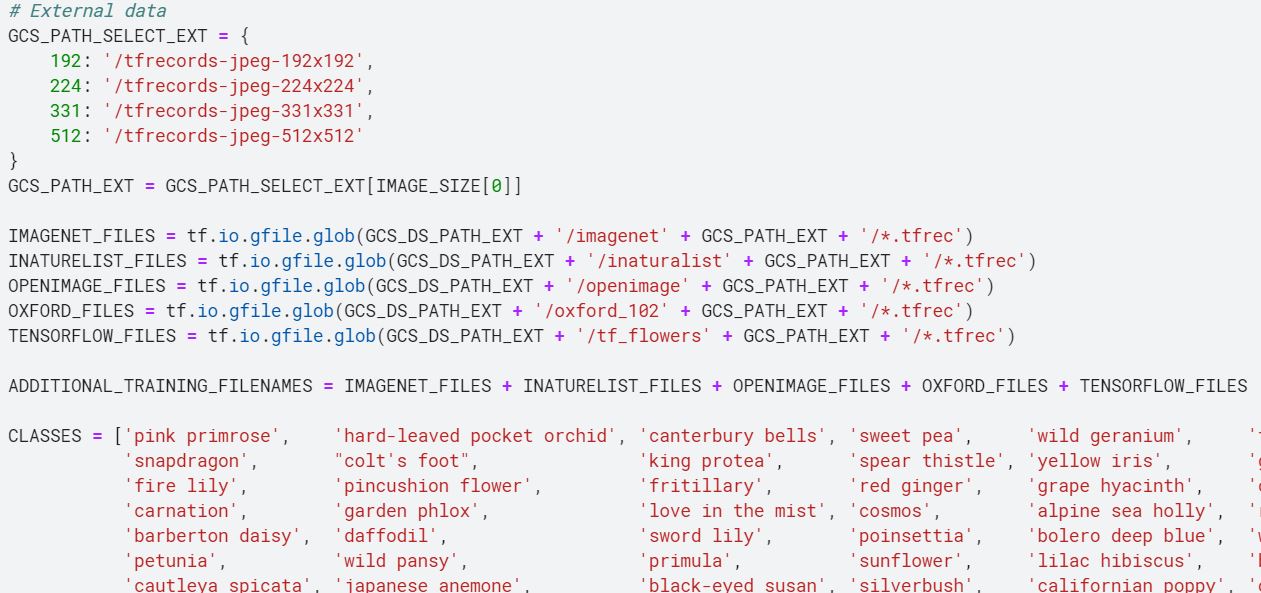 # External data
GCS_PATH_SELECT_EXT = {
    192: '/tfrecords-jpeg-192x192',
    224: '/tfrecords-jpeg-224x224',
    331: '/tfrecords-jpeg-331x331',
    512: '/tfrecords-jpeg-512x512'
}
GCS_PATH_EXT = GCS_PATH_SELECT_EXT[IMAGE_SIZE[0]]

IMAGENET_FILES = tf.io.gfile.glob(GCS_DS_PATH_EXT + '/imagenet' + GCS_PATH_EXT + '/*.tfrec')
INATURELIST_FILES = tf.io.gfile.glob(GCS_DS_PATH_EXT + '/inaturalist' + GCS_PATH_EXT + '/*.tfrec')
OPENIMAGE_FILES = tf.io.gfile.glob(GCS_DS_PATH_EXT + '/openimage' + GCS_PATH_EXT + '/*.tfrec')
OXFORD_FILES = tf.io.gfile.glob(GCS_DS_PATH_EXT + '/oxford_102' + GCS_PATH_EXT + '/*.tfrec')
TENSORFLOW_FILES = tf.io.gfile.glob(GCS_DS_PATH_EXT + '/tf_flowers' + GCS_PATH_EXT + '/*.tfrec')

ADDITIONAL_TRAINING_FILENAMES = IMAGENET_FILES + INATURELIST_FILES + OPENIMAGE_FILES + OXFORD_FILES + TENSORFLOW_FILES

CLASSES = ['pink primrose',    'hard-leaved pocket orchid', 'canterbury bells', 'sweet pea',     'wild geranium',
           'snapdragon',       "colt's foot",               'king protea',      'spear thistle', 'yellow iris',
           'fire lily',        'pincushion flower',         'fritillary',       'red ginger',    'grape hyacinth',
           'carnation',        'garden phlox',              'love in the mist', 'cosmos',        'alpine sea holly',
           'barberton daisy',  'daffodil',                  'sword lily',       'poinsettia',    'bolero deep blue',
           'petunia',          'wild pansy',                'primula',          'sunflower',     'lilac hibiscus',
           'cautleya spicata', 'japanese anemone',          'black-eyed susan', 'silverbush',    'californian poppy',